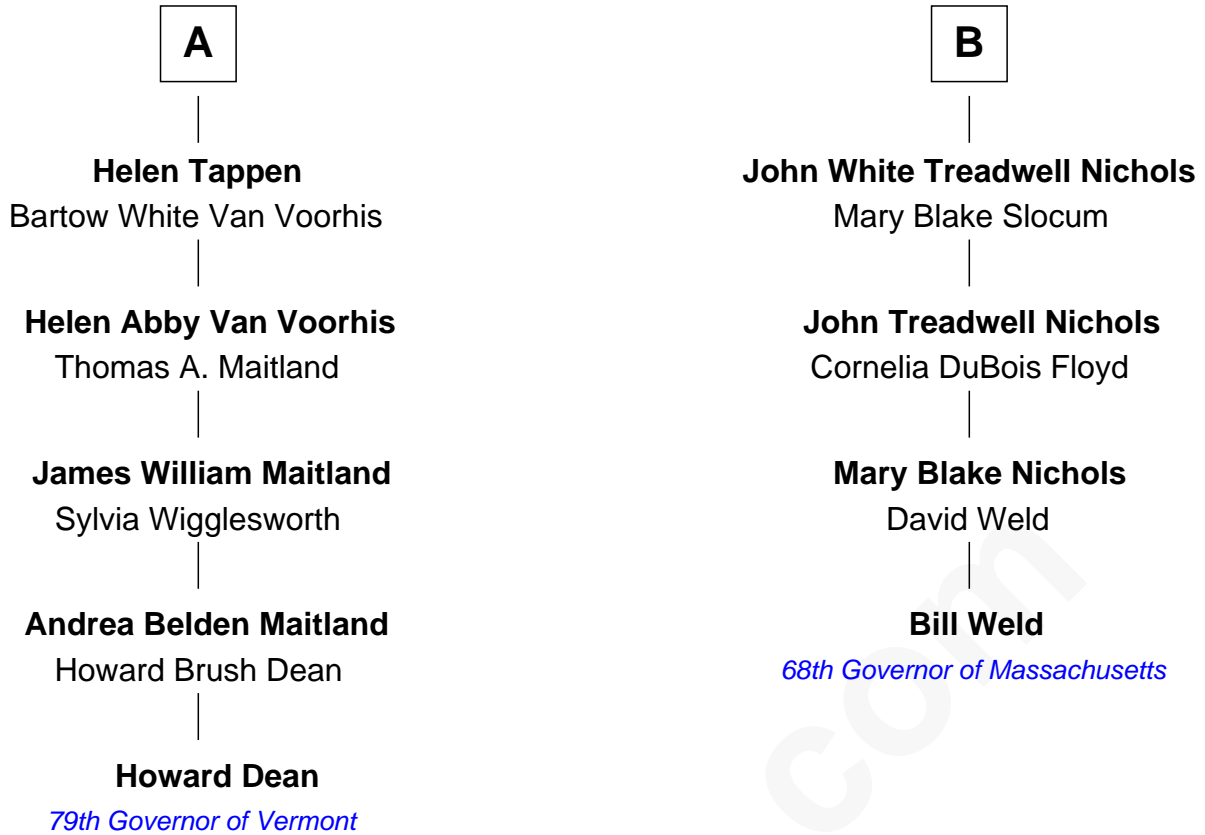 A
Helen Tappen
Bartow White Van Voorhis
Helen Abby Van Voorhis
Thomas A. Maitland
James William Maitland
Sylvia Wigglesworth
Andrea Belden Maitland
Howard Brush Dean
Howard Dean
79th Governor of Vermont
B
John White Treadwell Nichols
Mary Blake Slocum
John Treadwell Nichols
Cornelia DuBois Floyd
Mary Blake Nichols
David Weld
Bill Weld
68th Governor of Massachusetts
com